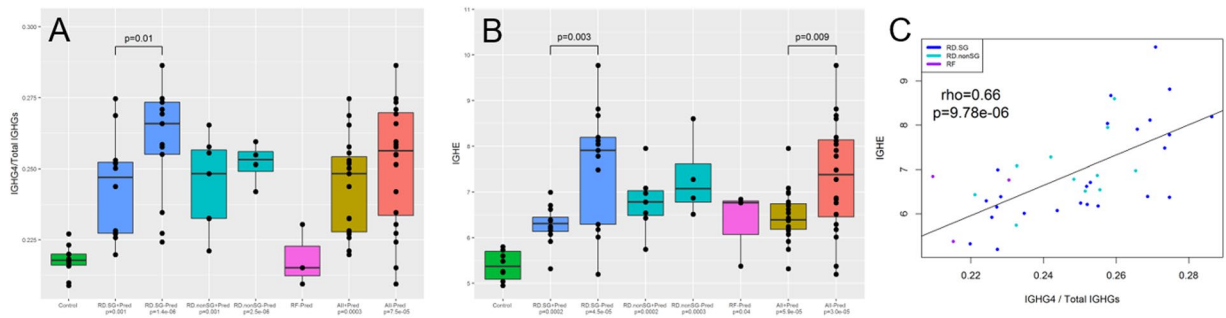 A
IGHG4/Total IGHGs
0.300
0.275
0.250
0.225
p=0.01
Control
RD.SG+Pred
p=0.001
RD.SG-Pred
p=1.4e-06
RD.nonSG+Pred
p=0.001
RD.nonSG-Pred
p=2.5e-06
RF-Pred
All+Pred
p=0.0003
All-Pred
p=7.5e-05
B
IGHE
11
10
9
8
7
6
5
p=0.003
p=0.009
Control
RD.SG+Pred
p=0.0002
RD.SG-Pred
p=4.5e-05
RD.nonSG+Pred
p=0.0002
RD.nonSG-Pred
p=0.0003
RF-Pred
p=0.04
All+Pred
p=5.9e-05
All-Pred
p=3.0e-05
C
RD.SG
RD.nonSG
RF
rho=0.66
p=9.78e-06
IGHE
9
8
7
6
0.22
0.24
0.26
0.28
IGHG4 / Total IGHGs